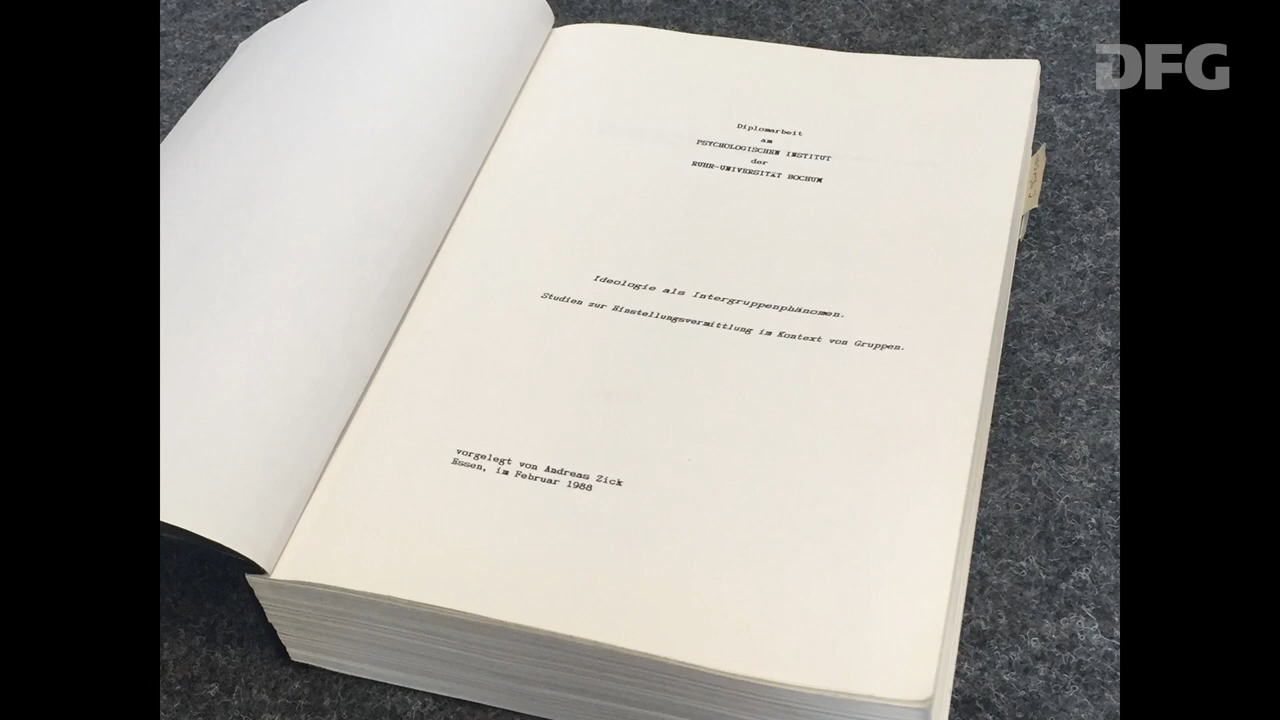 DFG
Diplomarbeit
am
PSYCHOLOGISCHEN INSTITUT
der
RUHR-UNIVERSITÄT BOCHUM
Ideologie als Intergruppenphänomen.
Studien zur Einstellungsvermittlung im Kontext von Gruppen.
vorgelegt von Andreas Zick
Essen, im Februar 1988